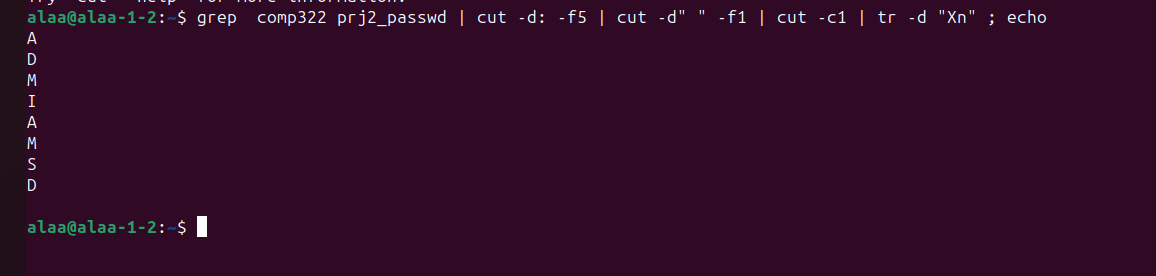 alaa@alaa-1-2:~$ grep  comp322 prj2_passwd | cut -d: -f5 | cut -d" " -f1 | cut -c1 | tr -d "Xn" ; echo
A
D
M
I
A
M
S
D
alaa@alaa-1-2:~$